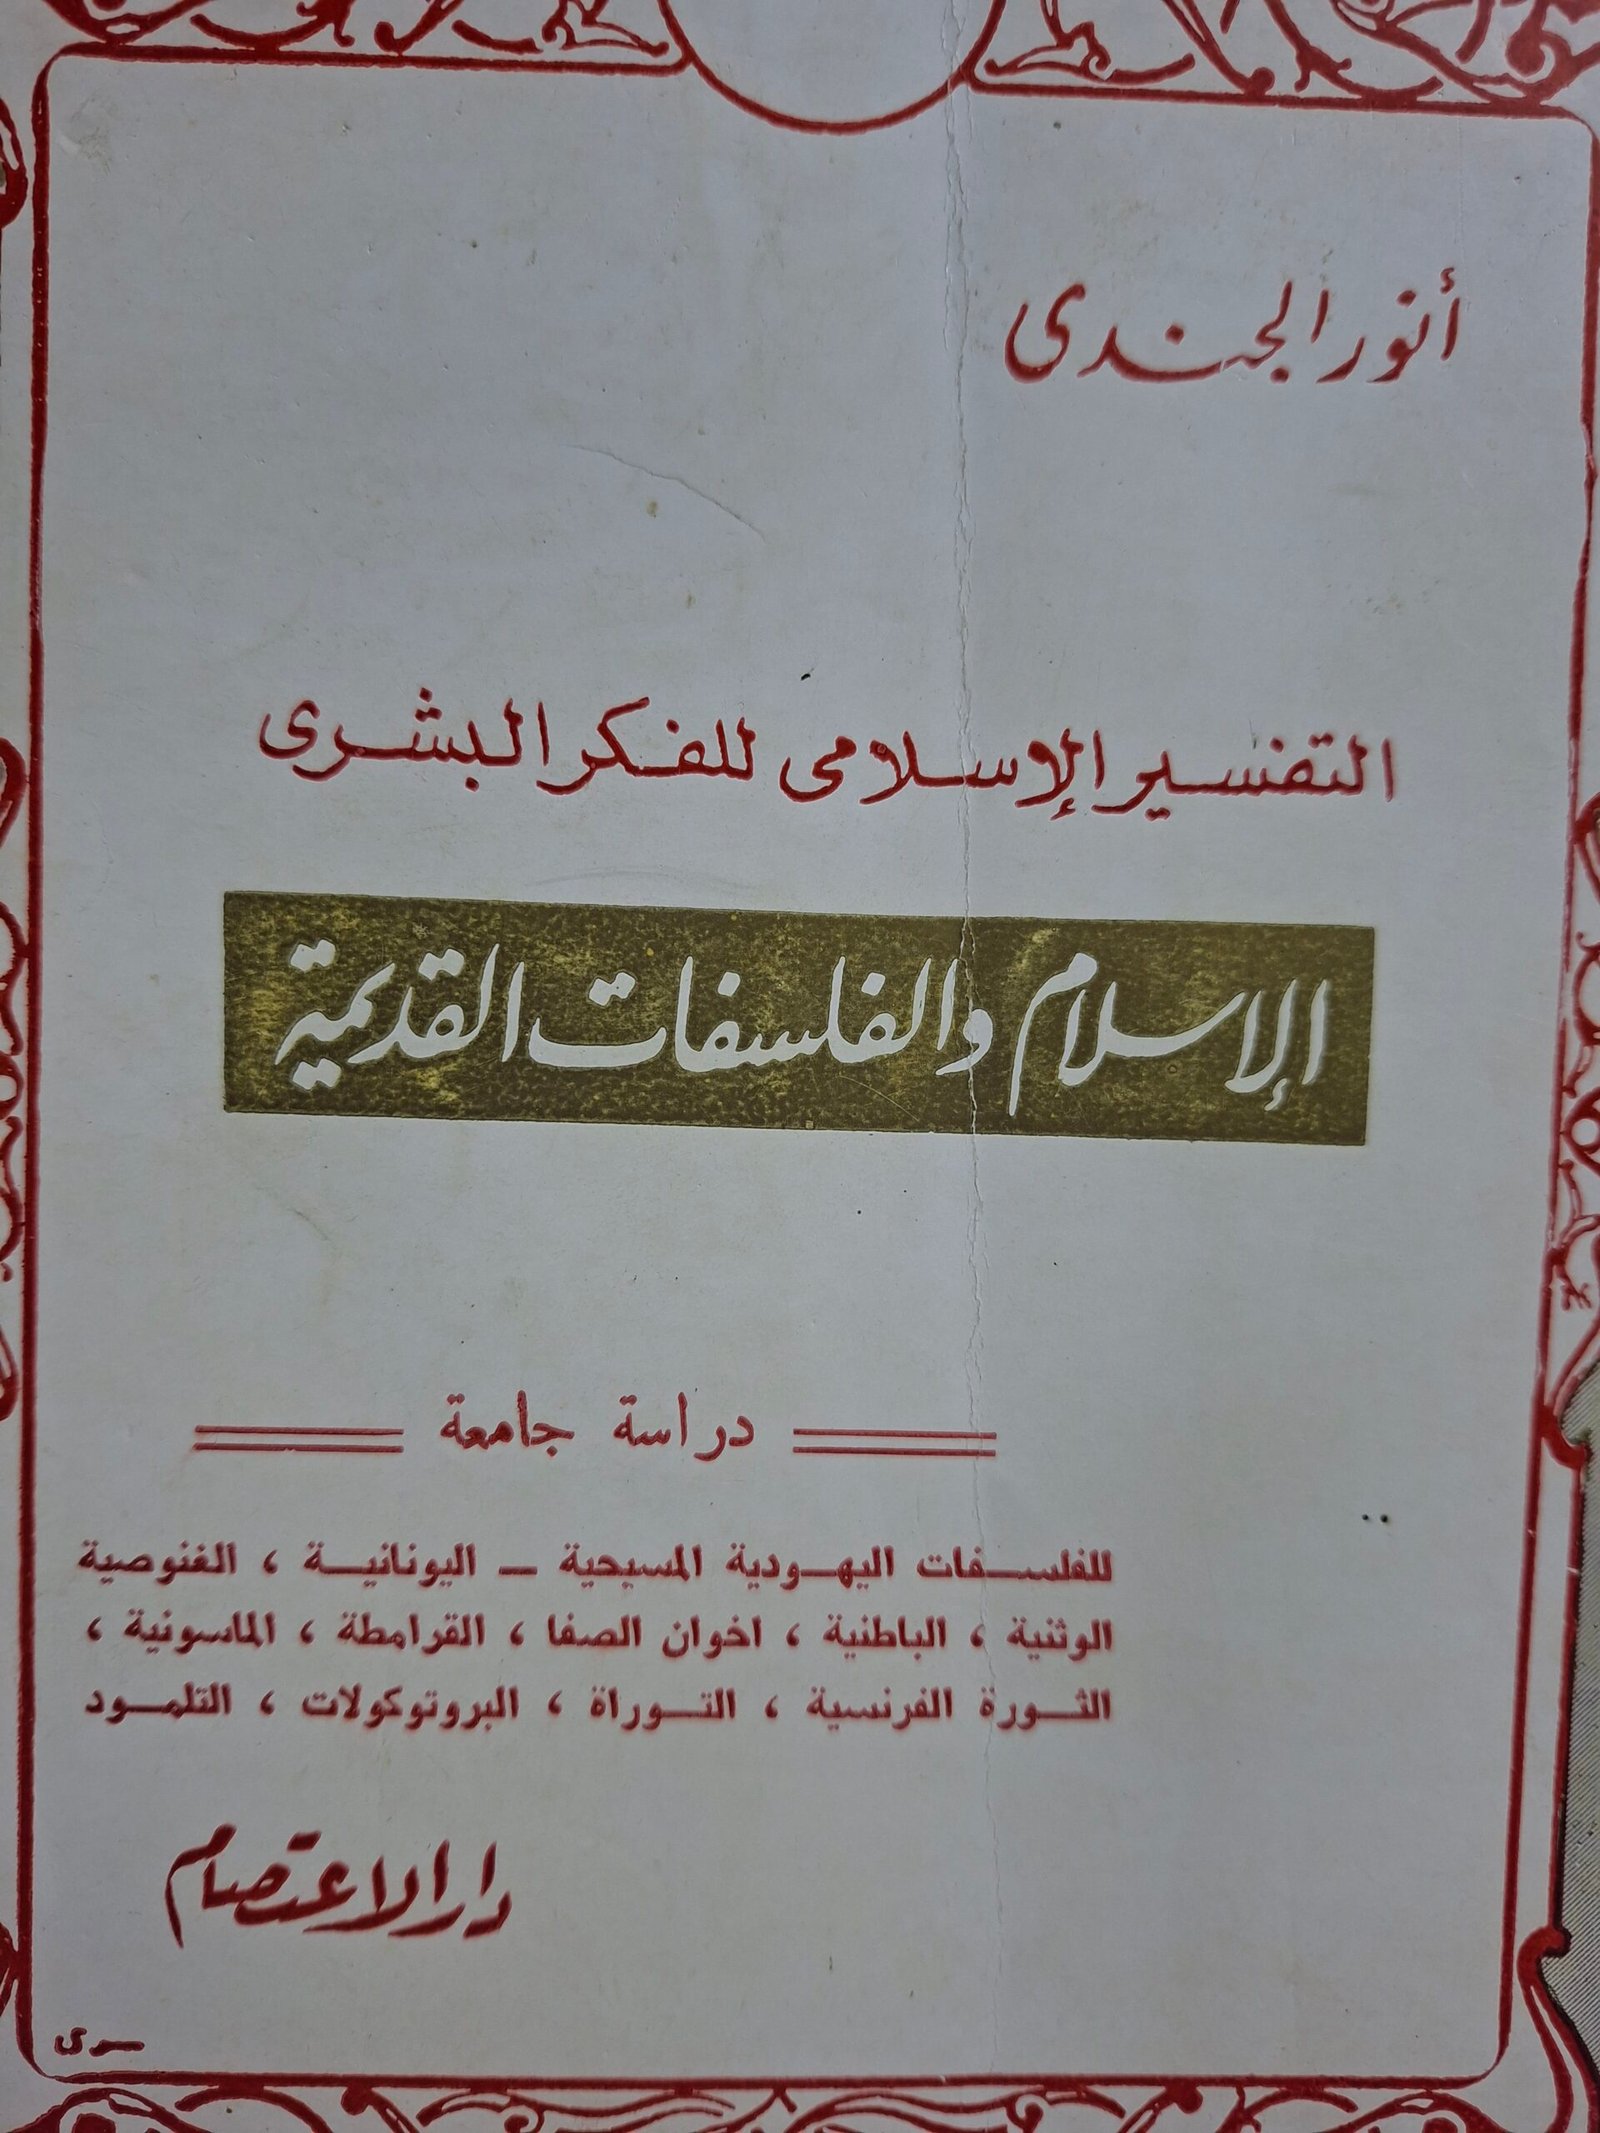 أنور الجندى
التفسير الإسلامى للفكر البشرى
الإسلام والفلسفات القديمة
دراسة جامعة
للفلسفات اليهودية المسيحية – اليونانية ، الغنوصية
الوثنية ، الباطنية ، اخوان الصفا ، القرامطة ، الماسونية ،
الثورة الفرنسية ، التوراة ، البروتوكولات ، التلمود
دار الاعتصام
سرى